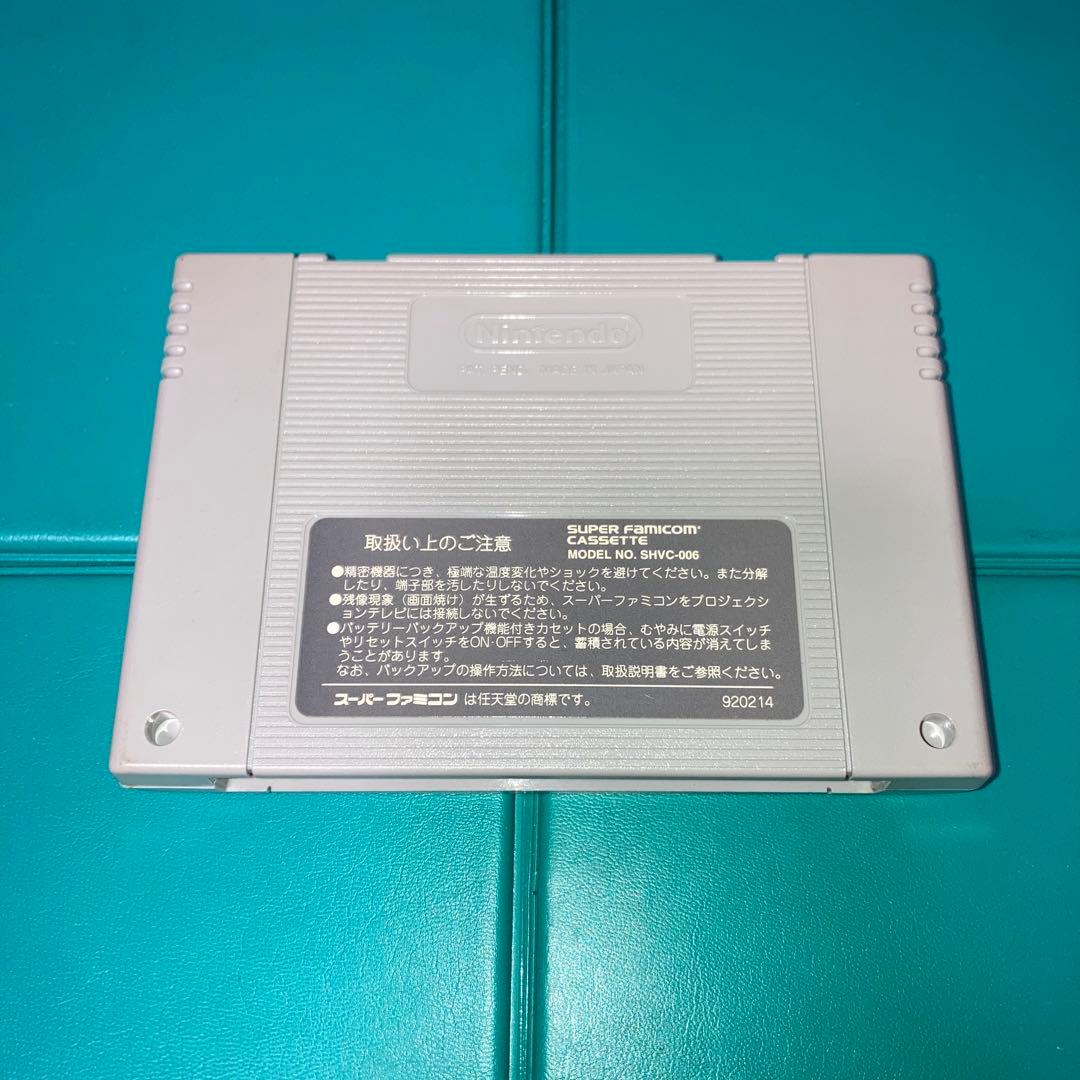 Nintendo
PAT. PEND. MADE IN JAPAN
取扱い上のご注意
SUPER FAMICOM
CASSETTE
MODEL NO. SHVC-006
●精密機器につき、極端な温度変化やショックを避けてください。また分解
したり、端子部を汚したりしないでください。
●残像現象（画面焼け）が生ずるため、スーパーファミコンをプロジェクシ
ョンテレビには接続しないでください。
●バッテリーバックアップ機能付きカセットの場合、むやみに電源スイッチ
やリセットスイッチをON·OFFすると、蓄積されている内容が消えてしま
うことがあります。
なお、バックアップの操作方法については、取扱説明書をご参照ください。
スーパーファミコン は任天堂の商標です。
920214